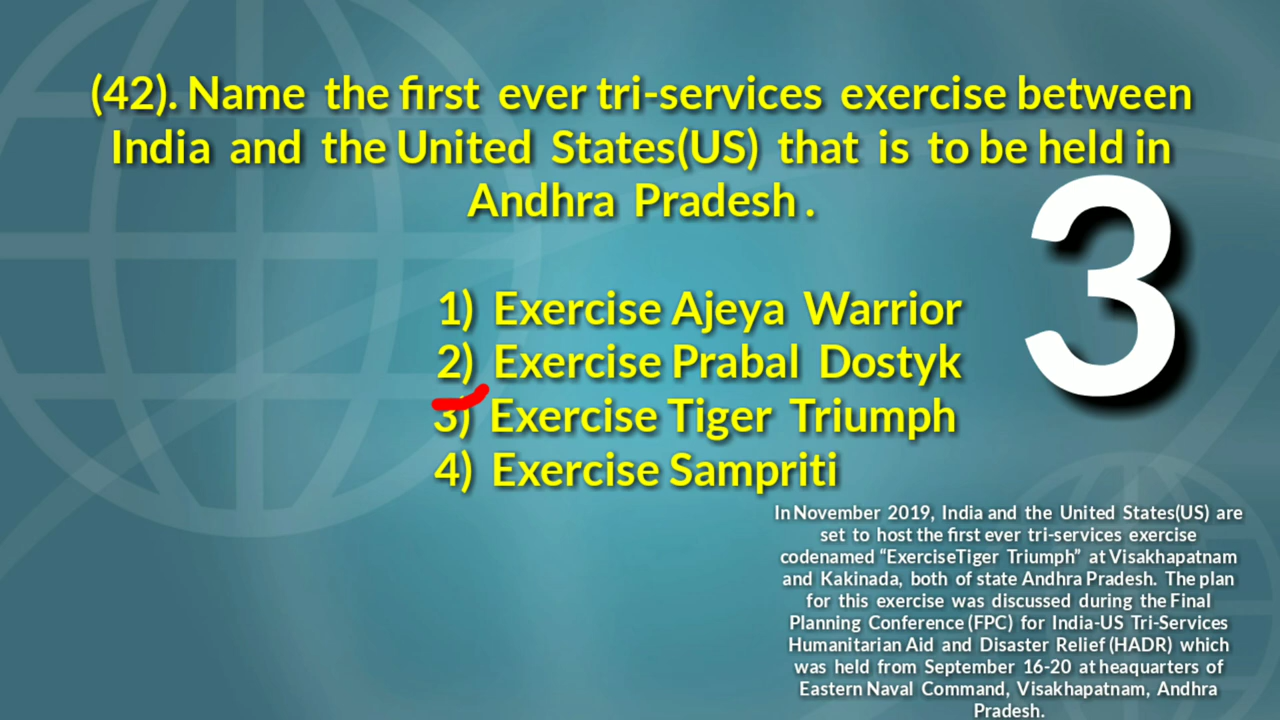 (42). Name the first ever tri-services exercise between
India and the United States(US) that is to be held in
Andhra Pradesh .
3
1) Exercise Ajeya Warrior
2) Exercise Prabal Dostyk
3) Exercise Tiger Triumph
4) Exercise Sampriti
In November 2019, India and the United States(US) are
set to host the first ever tri-services exercise
codenamed “ExerciseTiger Triumph” at Visakhapatnam
and Kakinada, both of state Andhra Pradesh. The plan
for this exercise was discussed during the Final
Planning Conference (FPC) for India-US Tri-Services
Humanitarian Aid and Disaster Relief (HADR) which
was held from September 16-20 at heaquarters of
Eastern Naval Command, Visakhapatnam, Andhra
Pradesh.